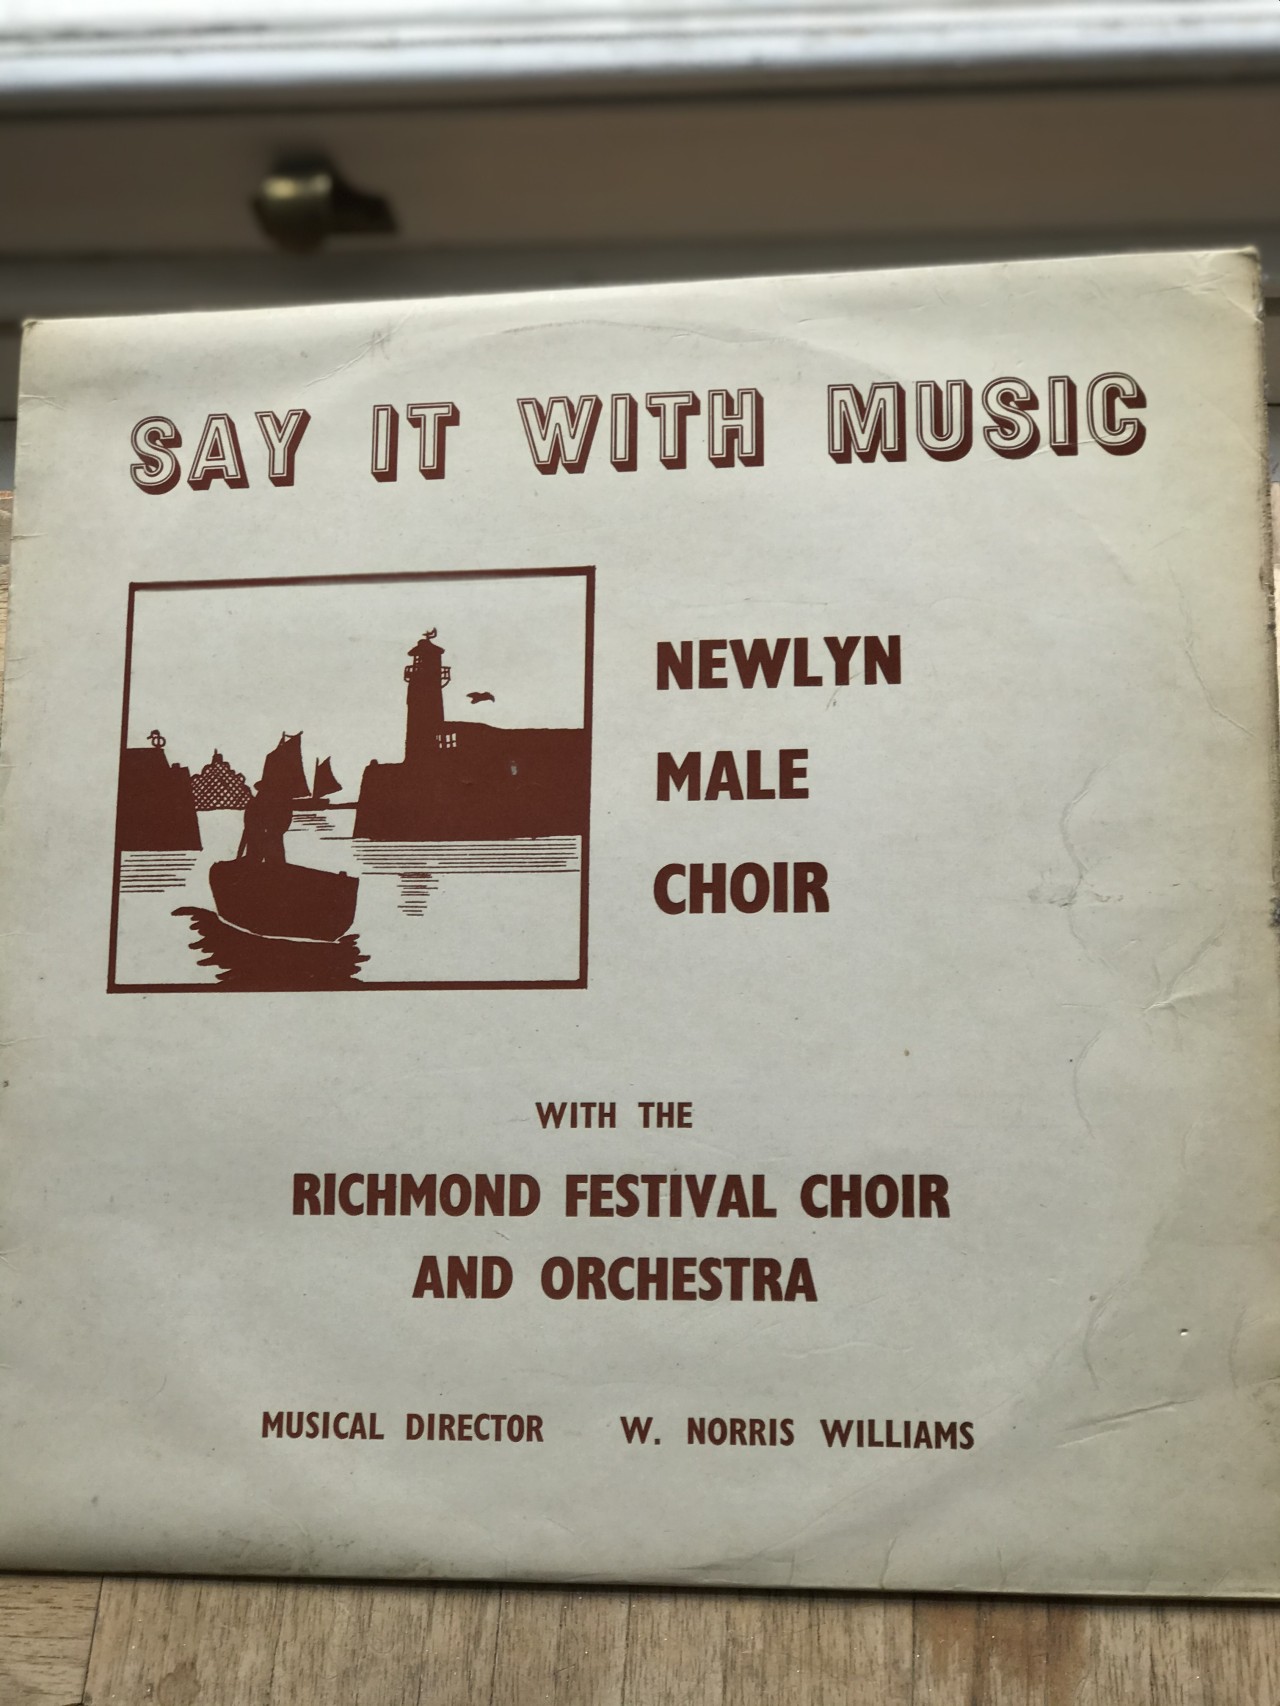 SAY IT WITH MUSIC
NEWLYN
MALE
CHOIR
WITH THE
RICHMOND FESTIVAL CHOIR
AND ORCHESTRA
MUSICAL DIRECTOR W. NORRIS WILLIAMS